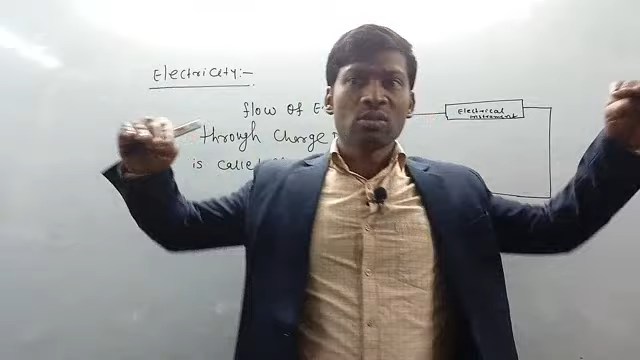 Electricity:-
flow of
through charge
is called
Electrical
instrument